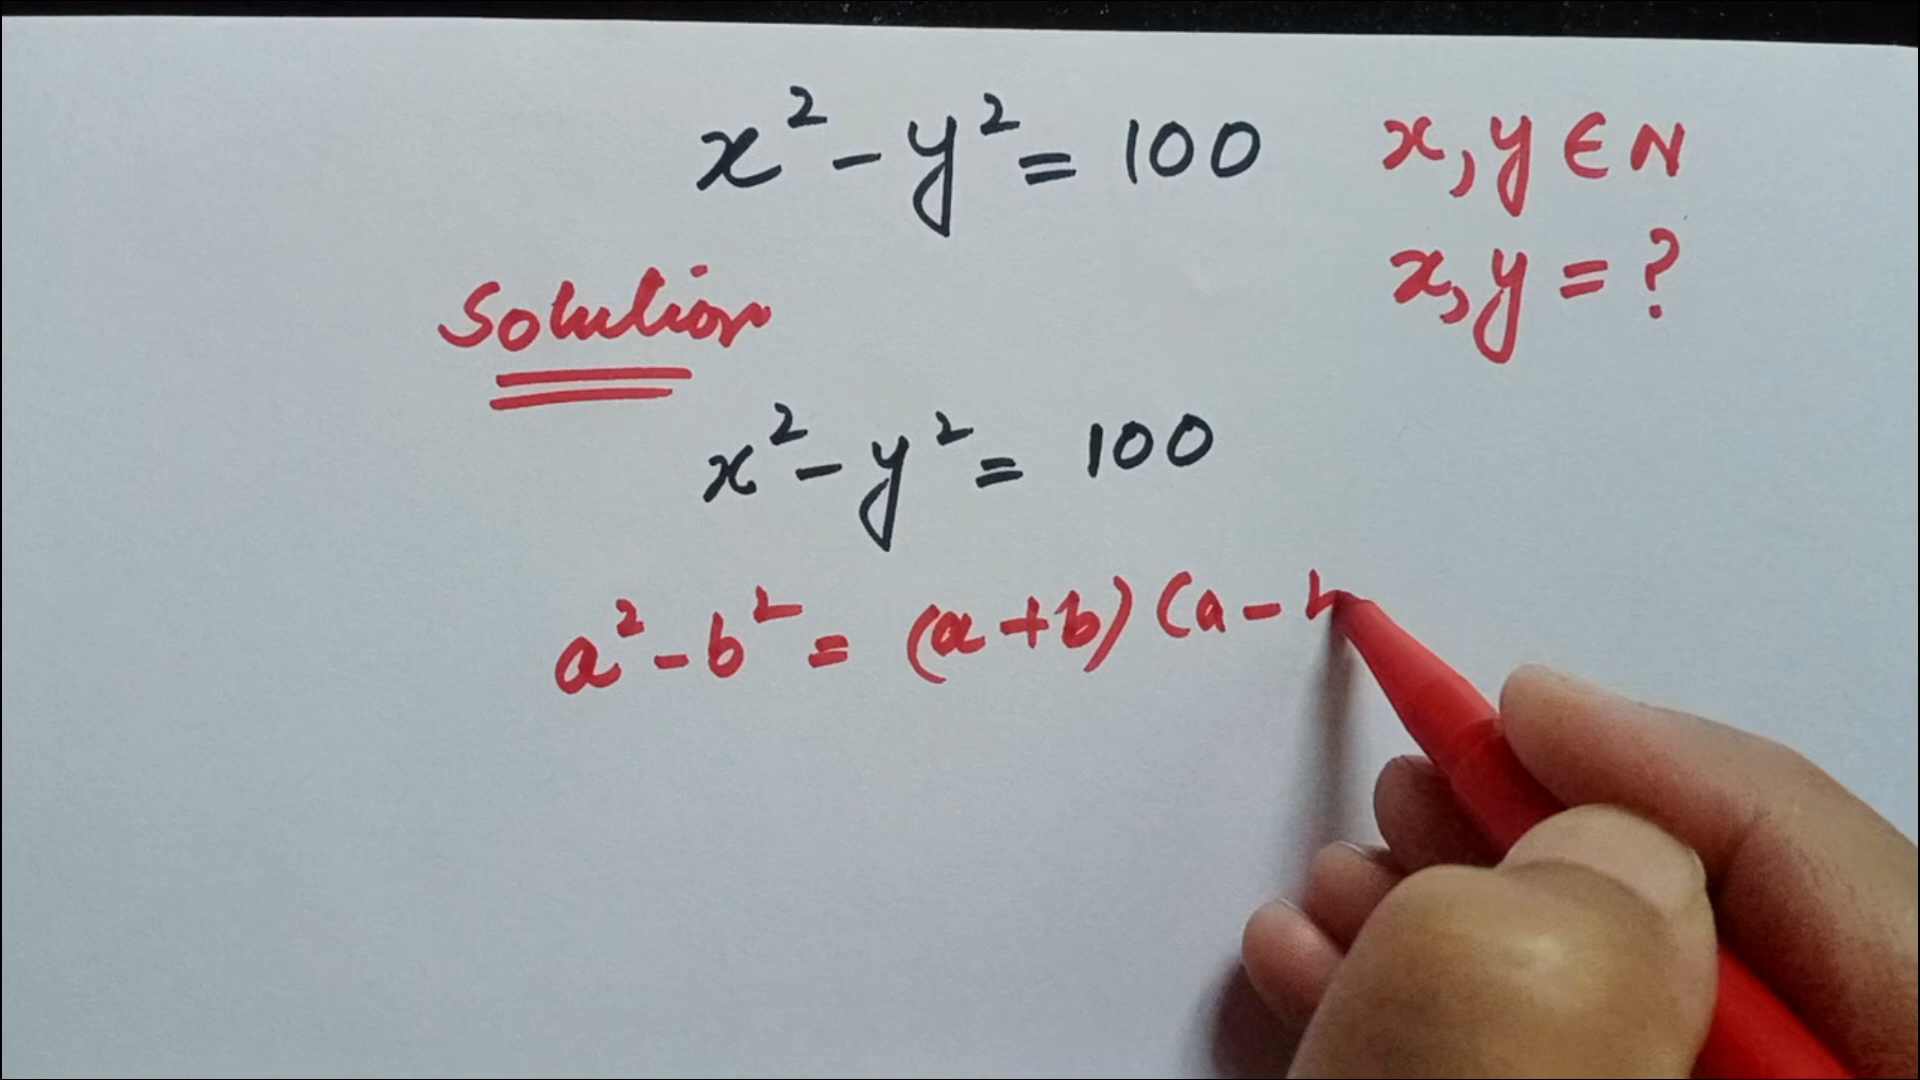 x² - y² = 100 x, y ∈ N
x, y = ?
Solution
x² - y² = 100
a² - b² = (a + b) (a - b